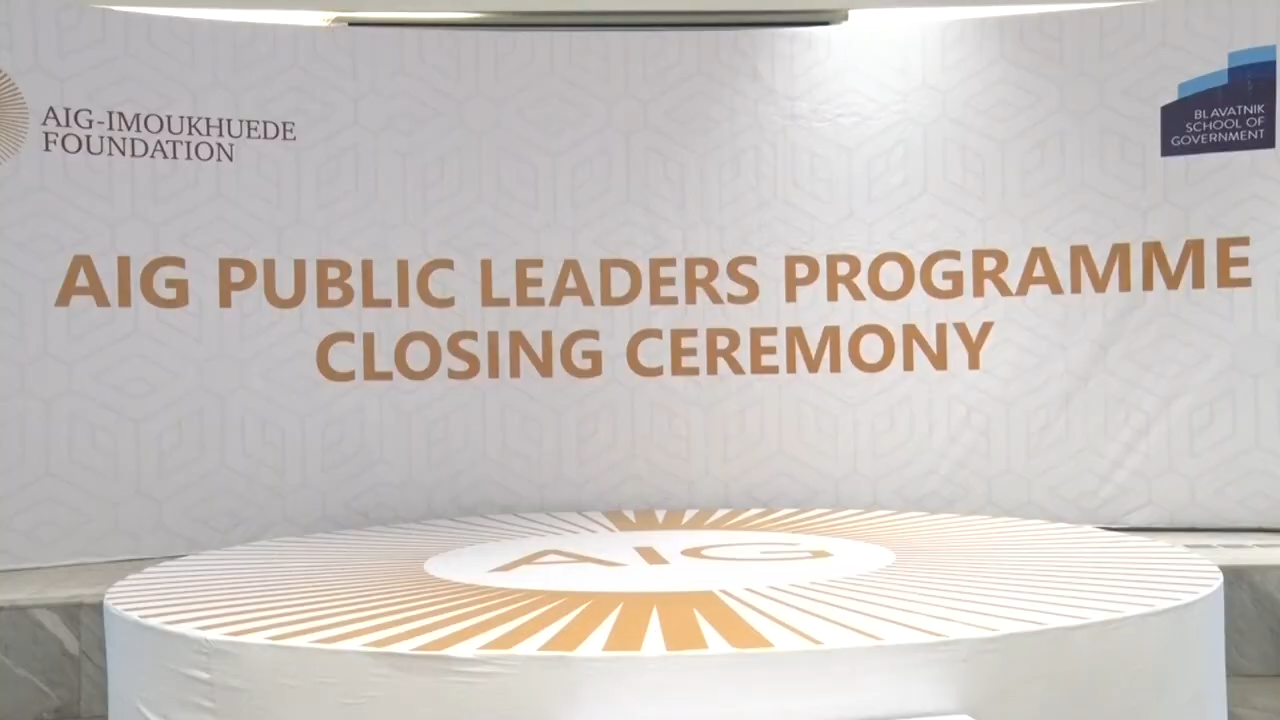 AIG-IMOUKHUEDE
FOUNDATION
BLAVATNIK
SCHOOL OF
GOVERNMENT
AIG PUBLIC LEADERS PROGRAMME
CLOSING CEREMONY
AIG